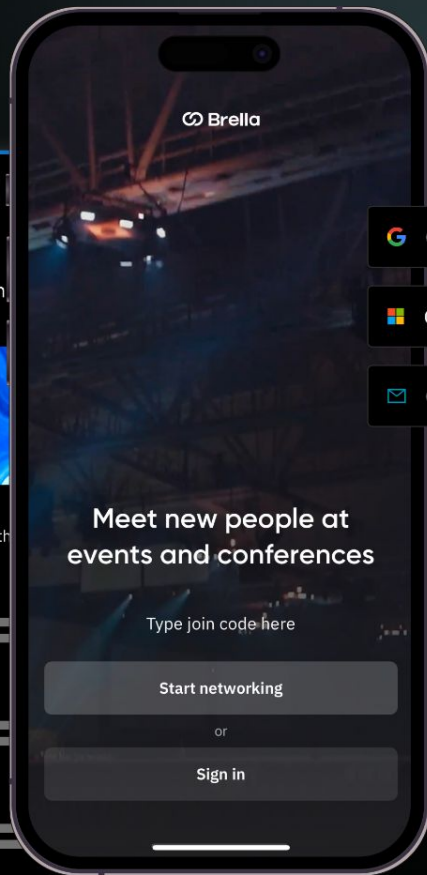 Brella
Meet new people at
events and conferences
Type join code here
Start networking
or
Sign in